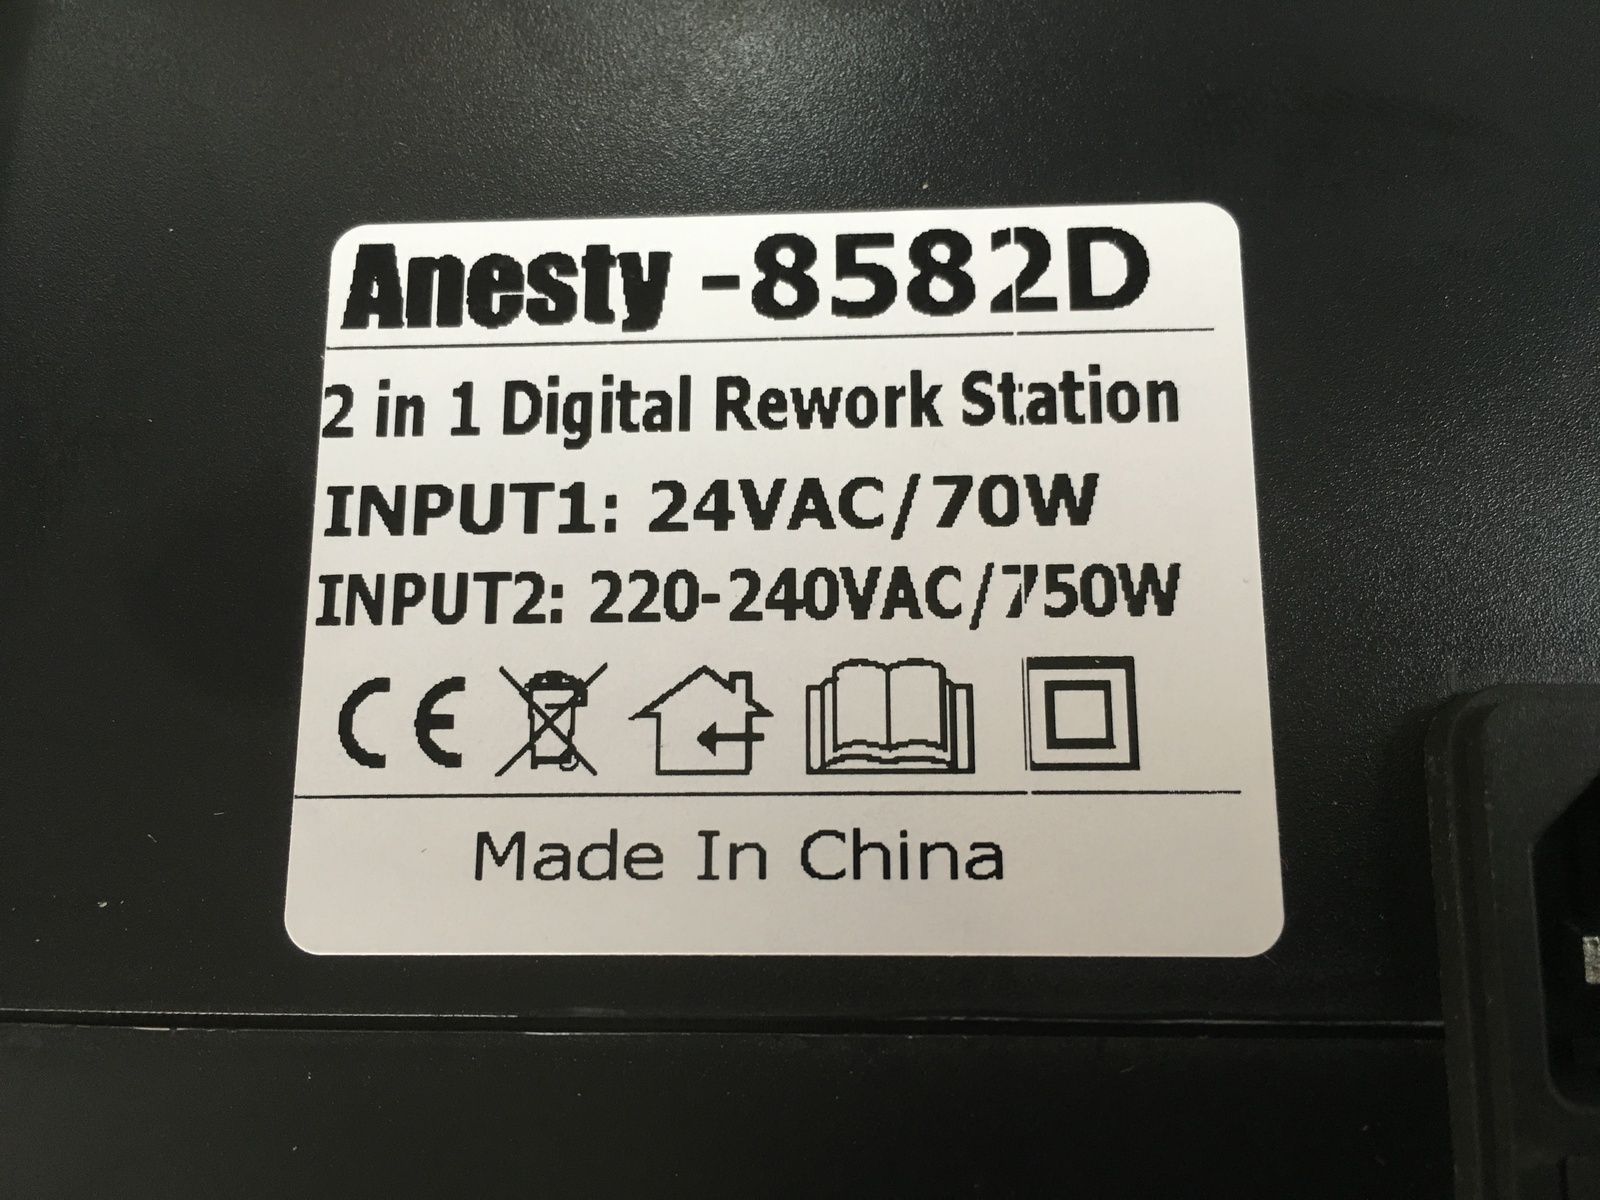 Anesty -8582D
2 in 1 Digital Rework Station
INPUT1: 24VAC/70W
INPUT2: 220-240VAC/750W
CE
Made In China